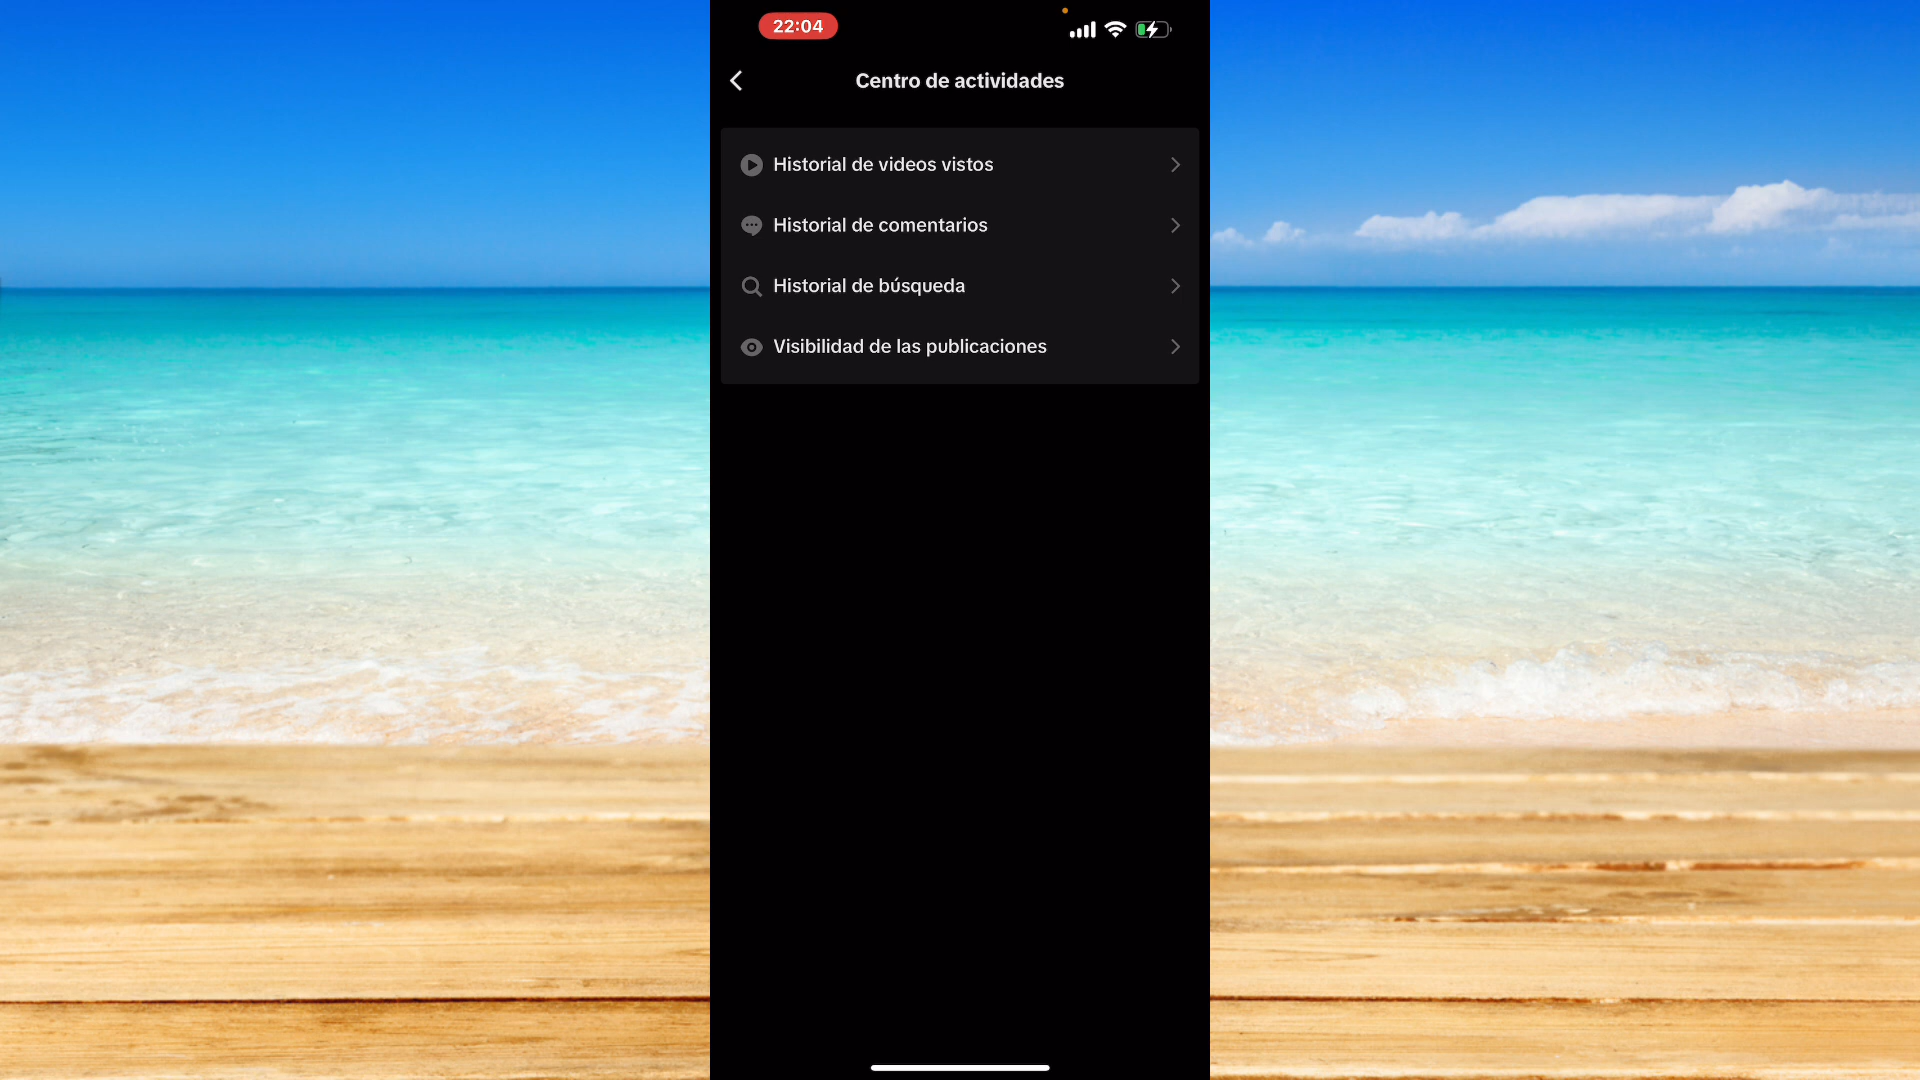 22:04
Centro de actividades
Historial de videos vistos
Historial de comentarios
Historial de búsqueda
Visibilidad de las publicaciones